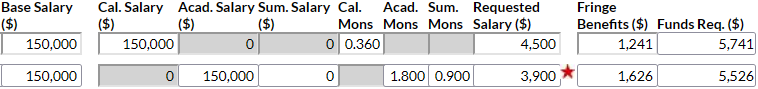 Base Salary ($) Cal. Salary ($) Acad. Salary ($) Sum. Salary ($) Cal. Mons Acad. Mons Sum. Mons Requested Salary ($) Fringe Benefits ($) Funds Req. ($)
150,000 150,000 0 0 0.360 4,500 1,241 5,741
150,000 0 150,000 0 1.800 0.900 3,900 1,626 5,526